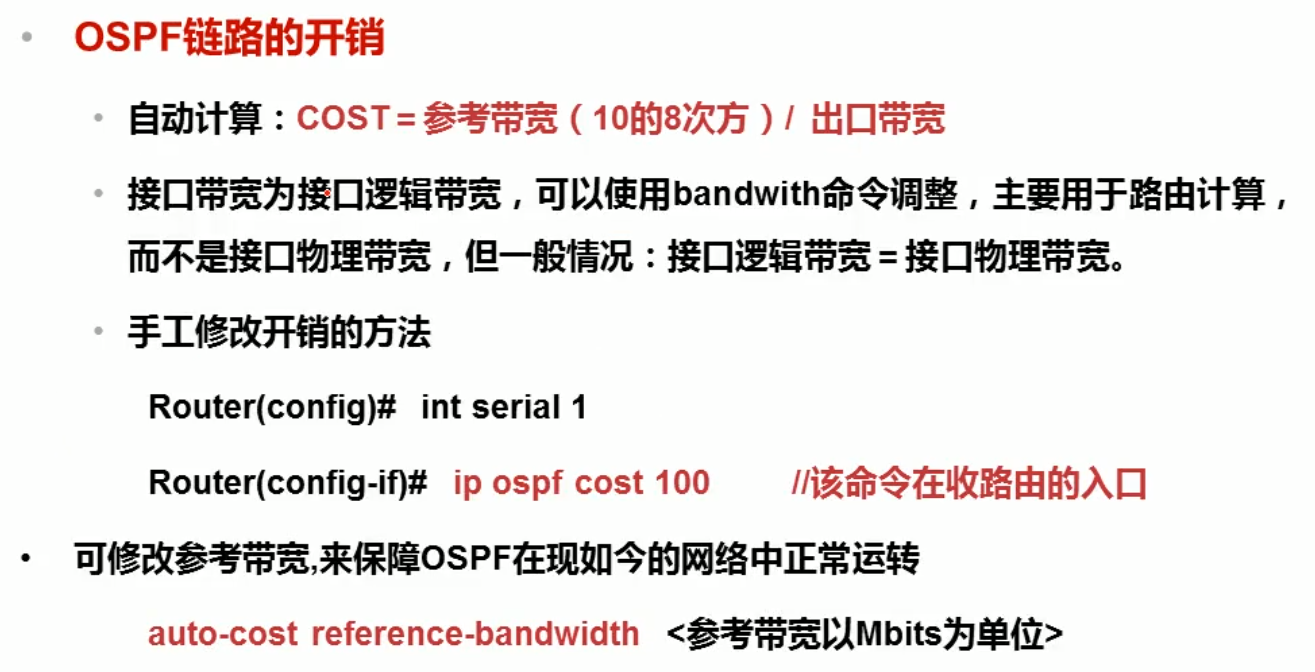 OSPF链路的开销
自动计算：COST＝参考带宽（10的8次方）/ 出口带宽
接口带宽为接口逻辑带宽，可以使用bandwith命令调整，主要用于路由计算，
而不是接口物理带宽，但一般情况：接口逻辑带宽＝接口物理带宽。
手工修改开销的方法
Router(config)# int serial 1
Router(config-if)# ip ospf cost 100 //该命令在收路由的入口
可修改参考带宽,来保障OSPF在现如今的网络中正常运转
auto-cost reference-bandwidth <参考带宽以Mbits为单位>